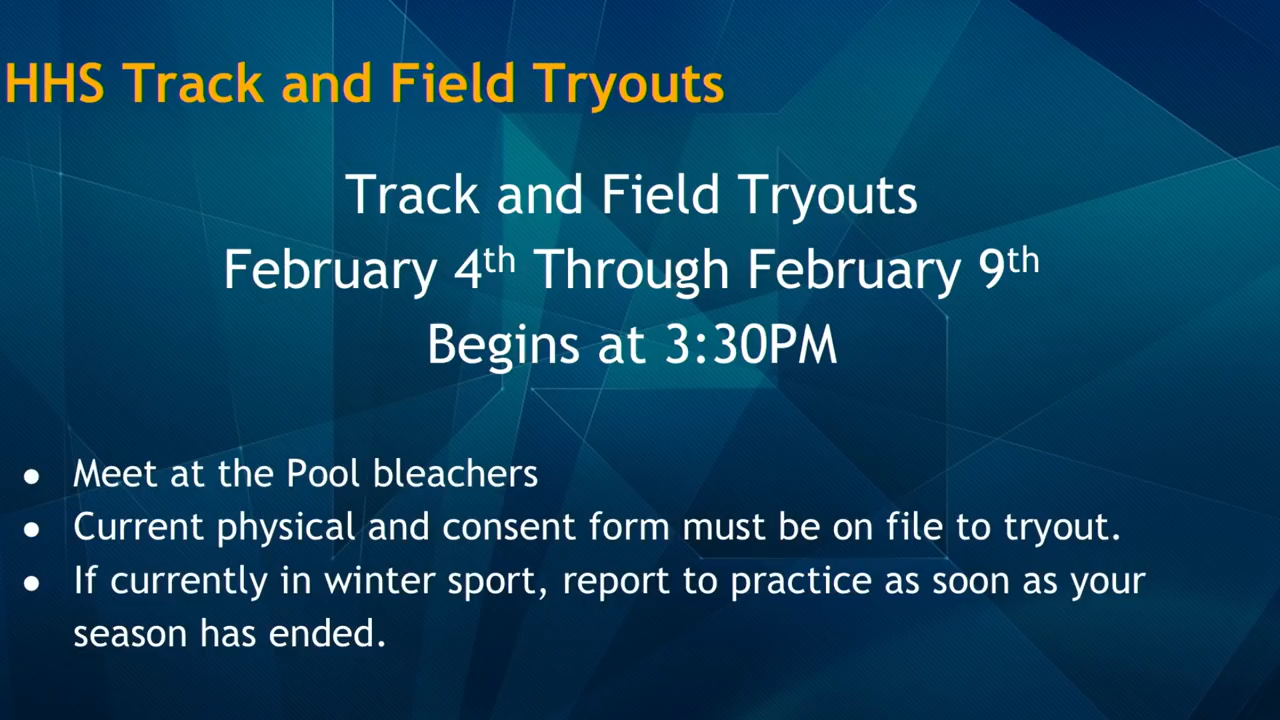 HHS Track and Field Tryouts
Track and Field Tryouts
February 4th Through February 9th
Begins at 3:30PM
● Meet at the Pool bleachers
● Current physical and consent form must be on file to tryout.
● If currently in winter sport, report to practice as soon as your
season has ended.